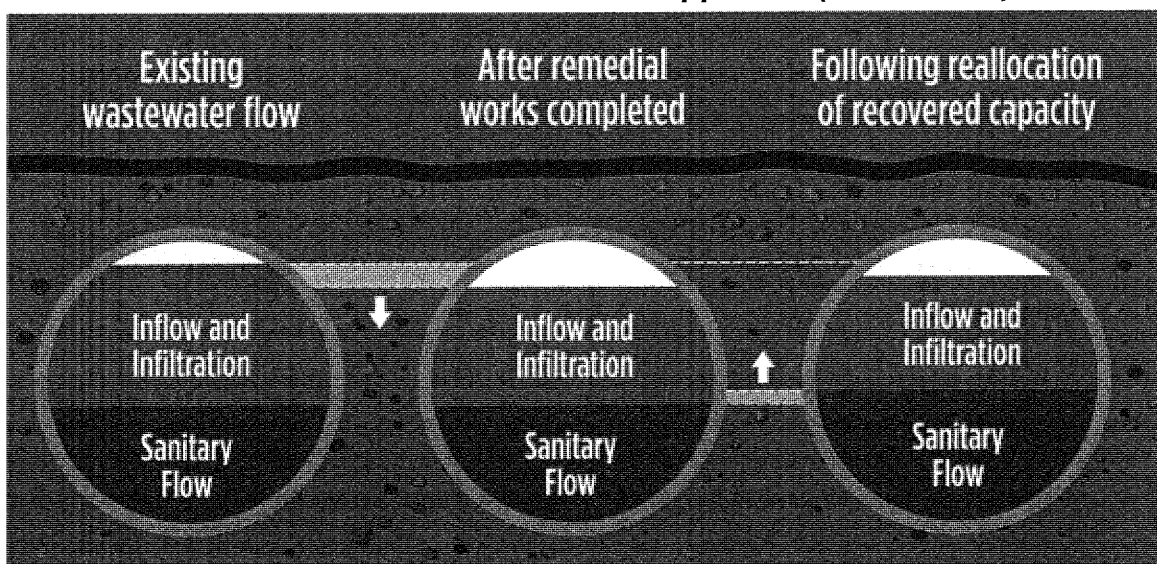 Existing
wastewater flow
After remedial
works completed
Following reallocation
of recovered capacity
Inflow and
Infiltration
Sanitary
Flow
Inflow and
Infiltration
Sanitary
Flow
Inflow and
Infiltration
Sanitary
Flow